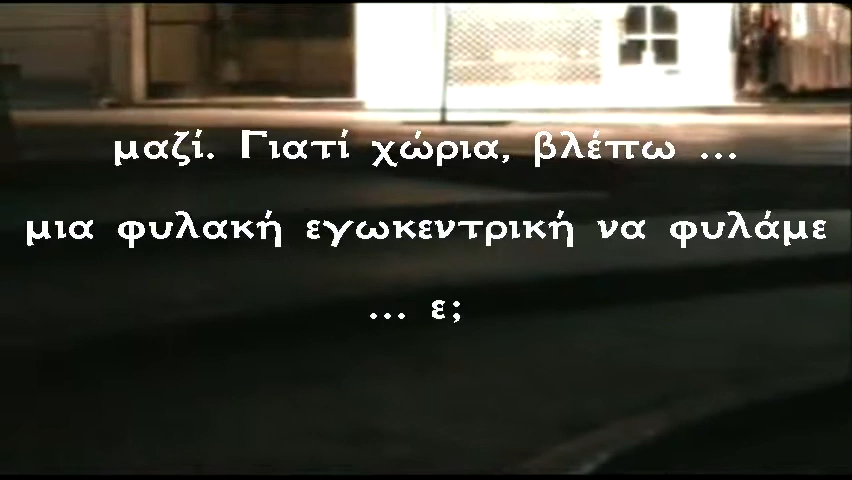 μαζί. Γιατί χώρια, βλέπω ...
μια φυλακή εγωκεντρική να φυλάμε
... ε;